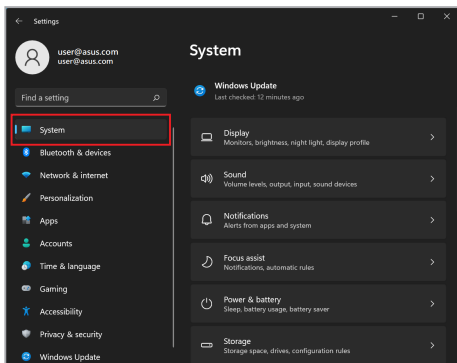 Settings
user@asus.com
user@asus.com
Find a setting
System
Bluetooth & devices
Network & internet
Personalization
Apps
Accounts
Time & language
Gaming
Accessibility
Privacy & security
Windows Update
System
Windows Update
Last checked: 12 minutes ago
Display
Monitors, brightness, night light, display profile
Sound
Volume levels, output, input, sound devices
Notifications
Alerts from apps and system
Focus assist
Notifications, automatic rules
Power & battery
Sleep, battery usage, battery saver
Storage
Storage space, drives, configuration rules